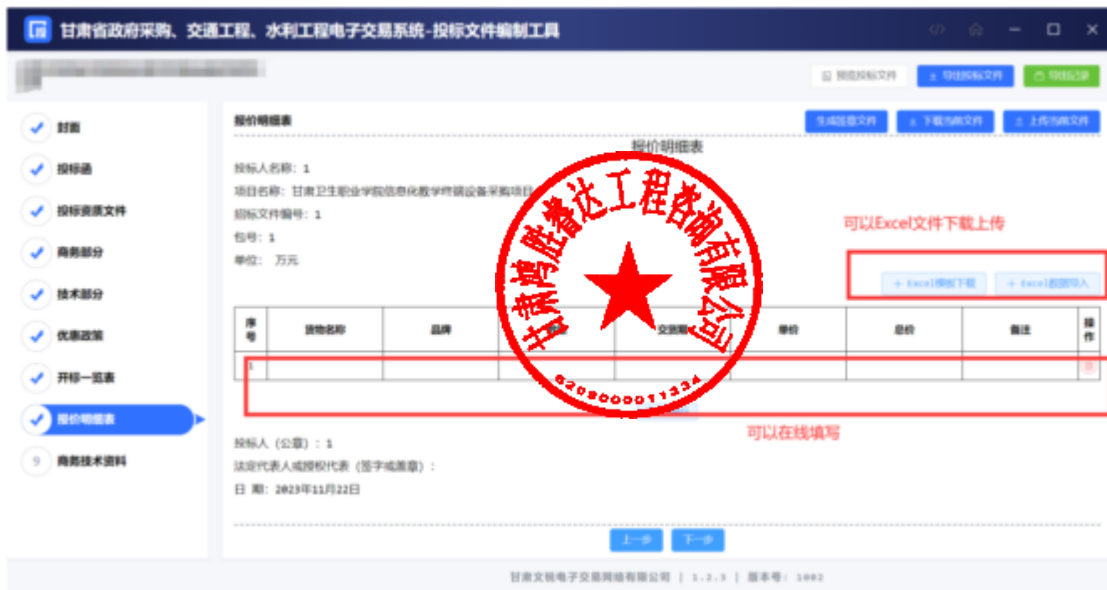 甘肃省政府采购、交通工程、水利工程电子交易系统-投标文件编制工具
预览投标文件 导出投标文件 导出记录
封面
投标函
投标资质文件
商务部分
技术部分
优惠政策
开标一览表
报价明细表
9 商务技术资料
报价明细表
生成签章文件 下载当前文件 上传当前文件
报价明细表
投标人名称：1
项目名称：甘肃卫生职业学院信息化教学终端设备采购项目
招标文件编号：1
包号：1
单位： 万元
可以Excel文件下载上传
+ Excel模板下载 + Excel数据导入
序号 货物名称 品牌 交货期 单价 总价 备注 操作
1
可以在线填写
甘肃鸿胜睿达工程咨询有限公司
6209000011334
投标人（公章）：1
法定代表人或授权代表（签字或盖章）：
日 期：2023年11月22日
上一步 下一步
甘肃文锐电子交易网络有限公司 | 1.2.3 | 版本号：1002